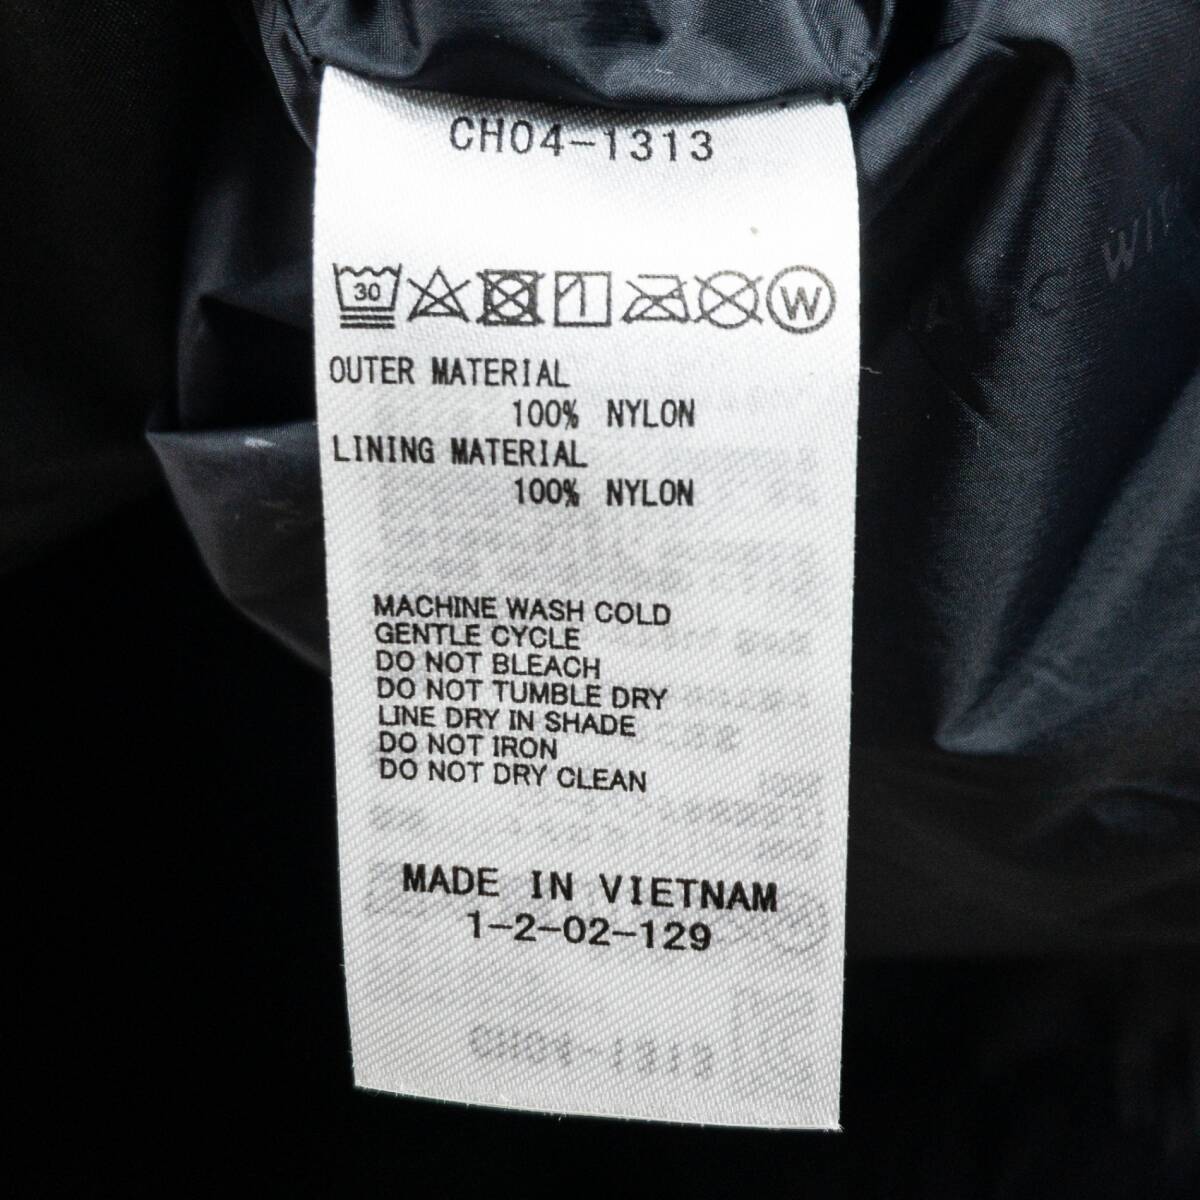 CH04-1313
30
W
OUTER MATERIAL
100% NYLON
LINING MATERIAL
100% NYLON
MACHINE WASH COLD
GENTLE CYCLE
DO NOT BLEACH
DO NOT TUMBLE DRY
LINE DRY IN SHADE
DO NOT IRON
DO NOT DRY CLEAN
MADE IN VIETNAM
1-2-02-129